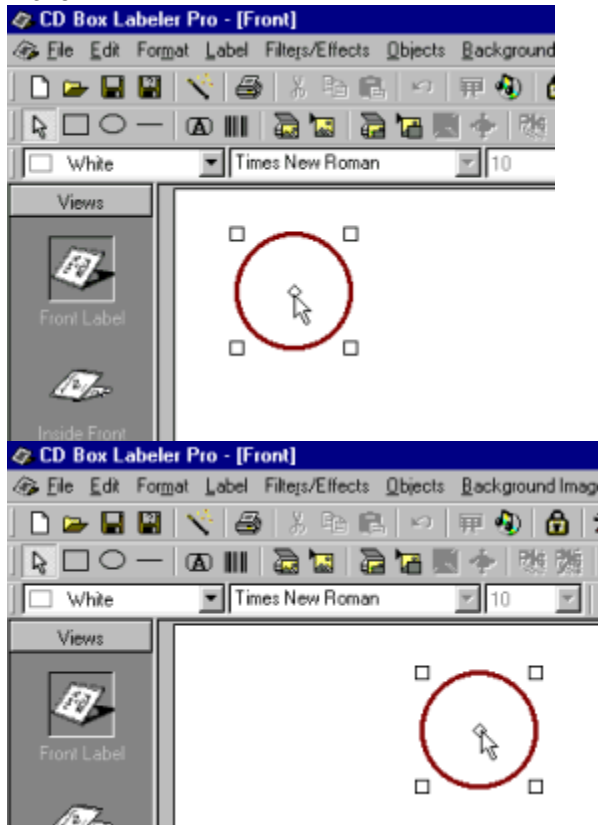 CD Box Labeler Pro - [Front]
File Edit Format Label Filters/Effects Objects Background
White Times New Roman 10
Views
Front Label
Inside Front
CD Box Labeler Pro - [Front]
File Edit Format Label Filters/Effects Objects Background Imag
White Times New Roman 10
Views
Front Label